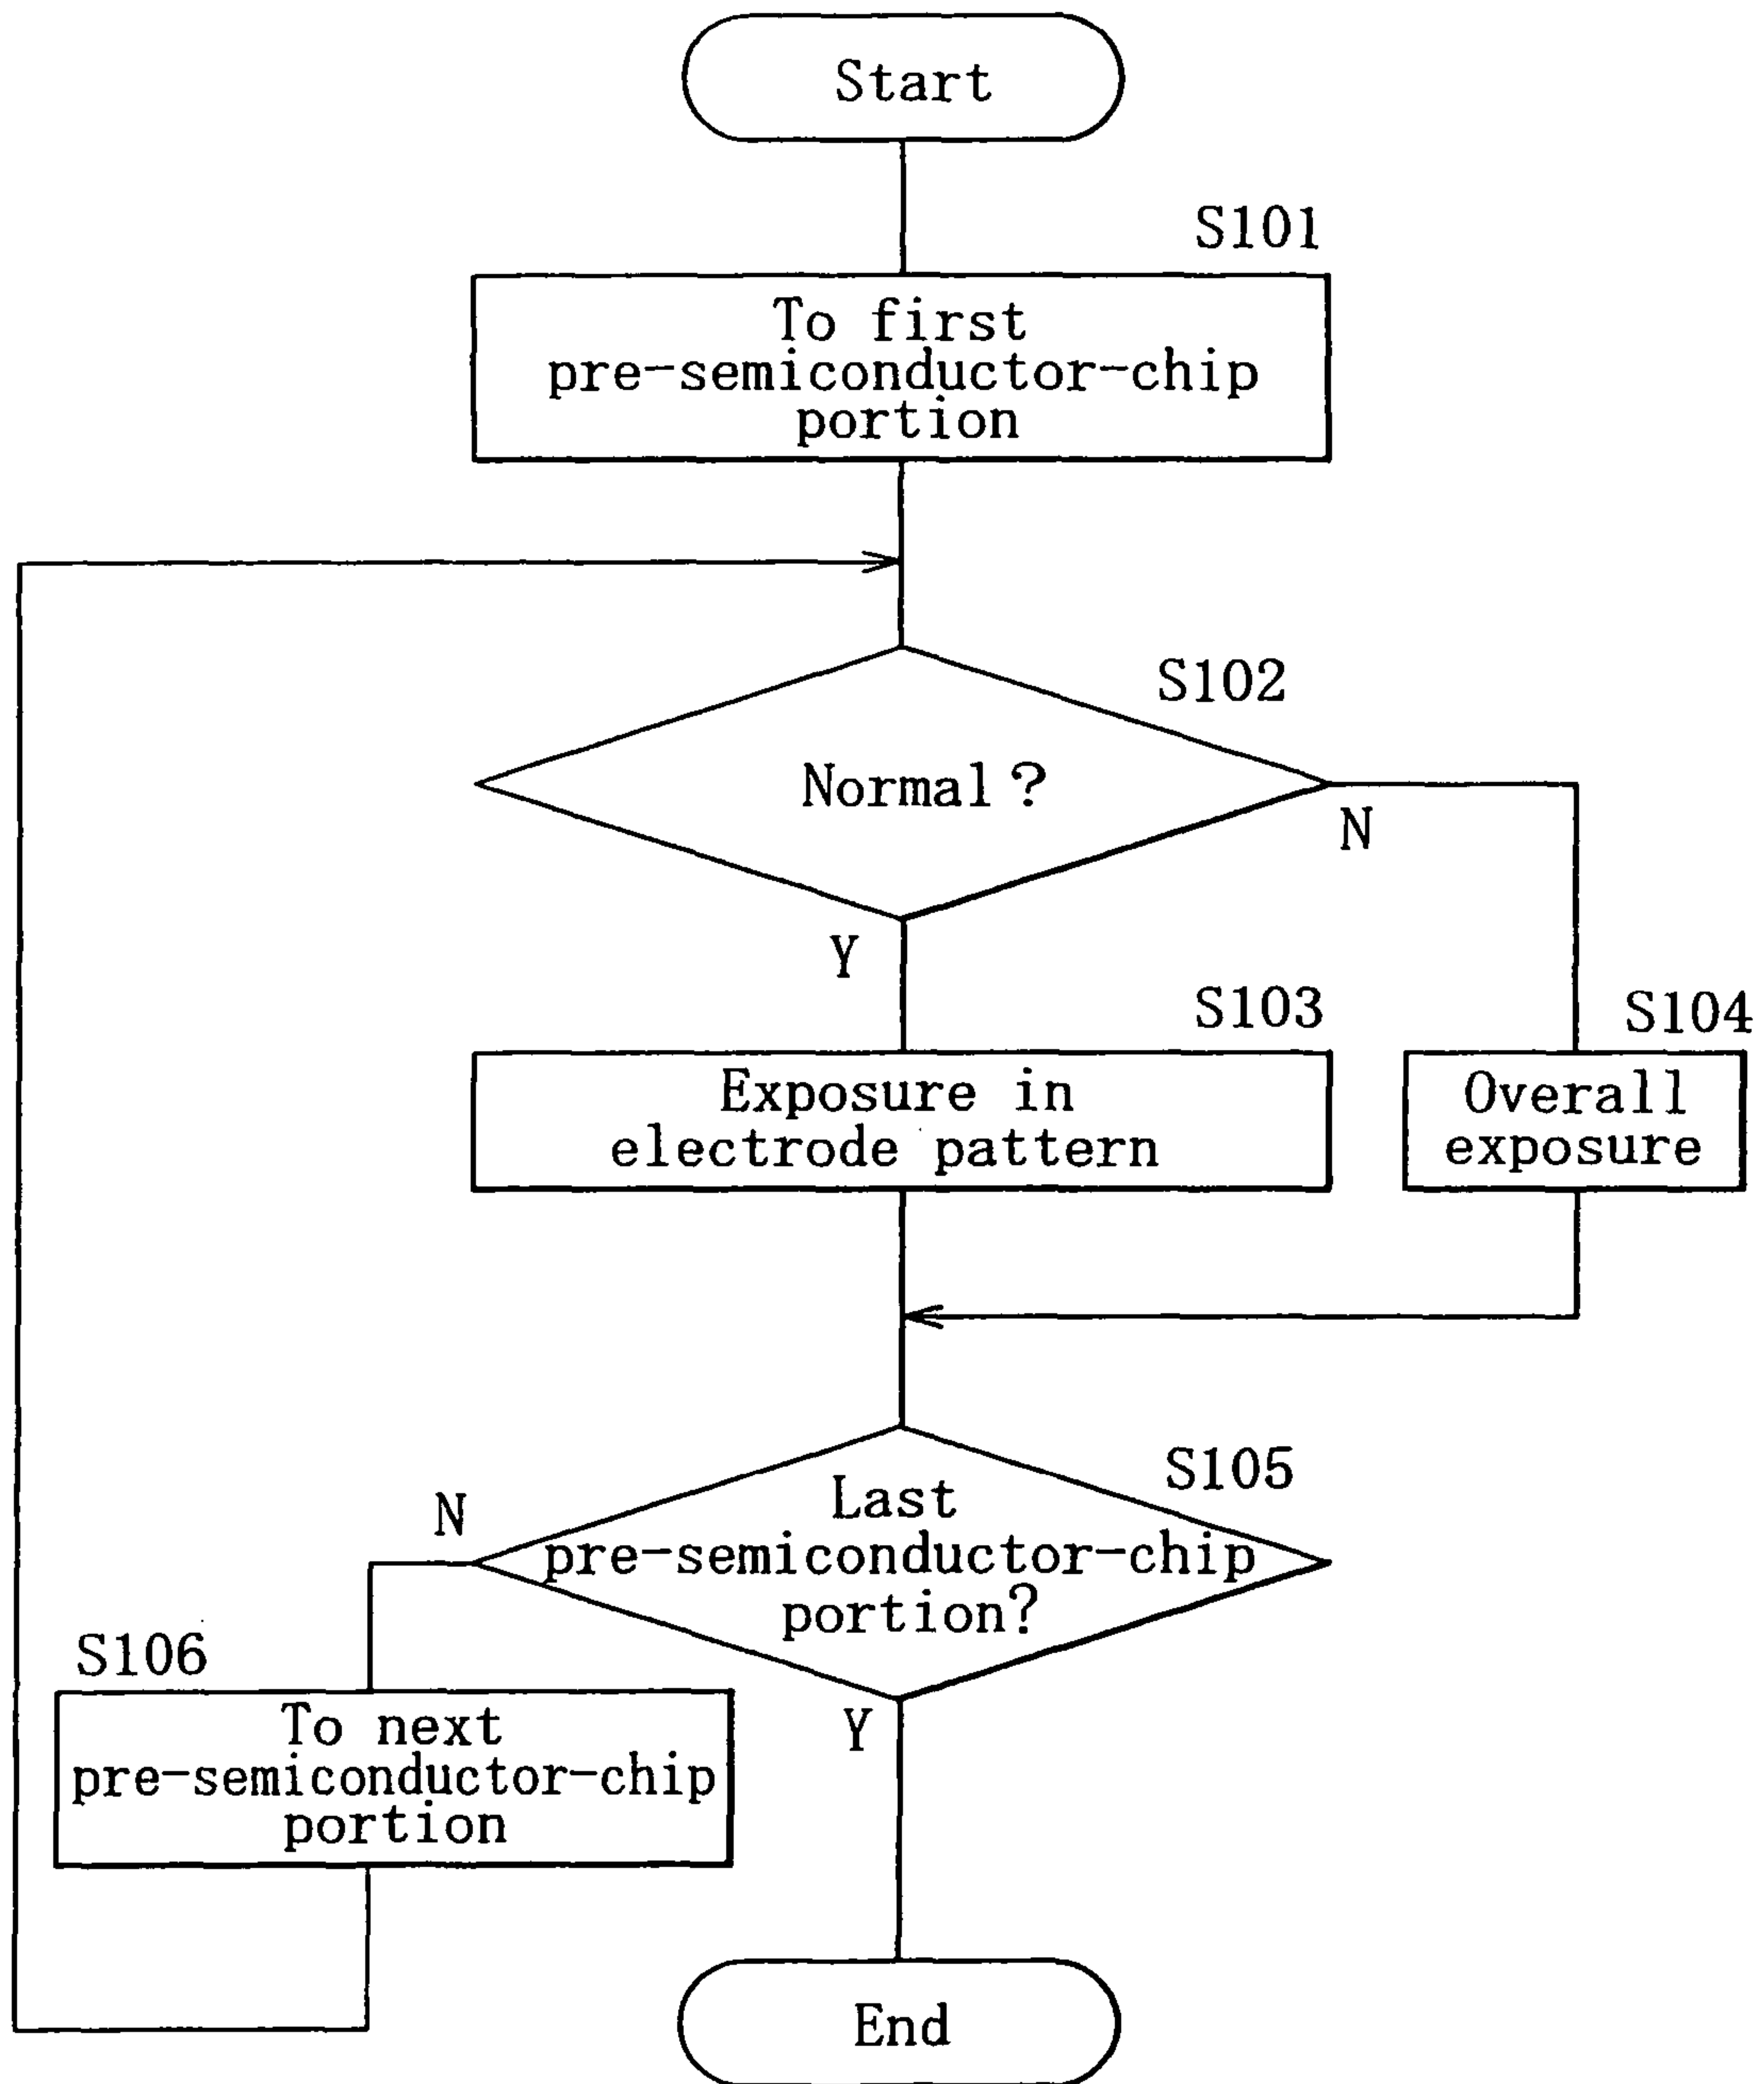 Start
S101
To first
pre-semiconductor-chip
portion
S102
Normal?
N
Y
S103
Exposure in
electrode pattern
S104
Overall
exposure
S105
Last
pre-semiconductor-chip
portion?
N
Y
S106
To next
pre-semiconductor-chip
portion
End